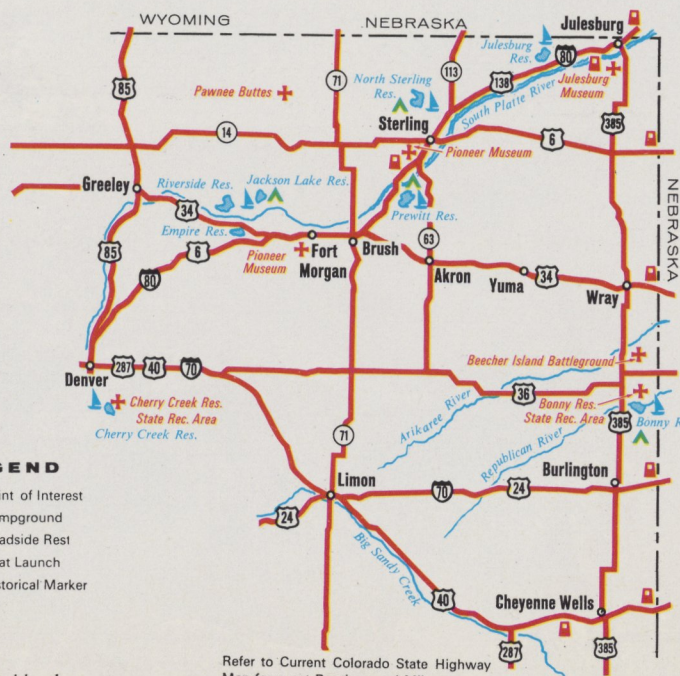 WYOMING
NEBRASKA
Julesburg
Julesburg
Res.
80
138
Julesburg
Museum
South Platte River
85
71
113
North Sterling
Res.
Pawnee Buttes
14
Sterling
6
385
Pioneer Museum
NEBRASKA
Greeley
Riverside Res.
Jackson Lake Res.
34
Empire Res.
Prewitt Res.
85
6
80
Pioneer
Museum
Fort
Morgan
Brush
63
Akron
Yuma
34
Wray
Beecher Island Battleground
Denver
287
40
70
Cherry Creek Res.
State Rec. Area
Cherry Creek Res.
36
Arikaree River
Bonny Res.
State Rec. Area
385
Bonny R
Republican River
71
Limon
70
24
Burlington
24
Big Sandy Creek
40
Cheyenne Wells
287
385
GEND
int of Interest
mpground
adside Rest
at Launch
storical Marker
Refer to Current Colorado State Highway